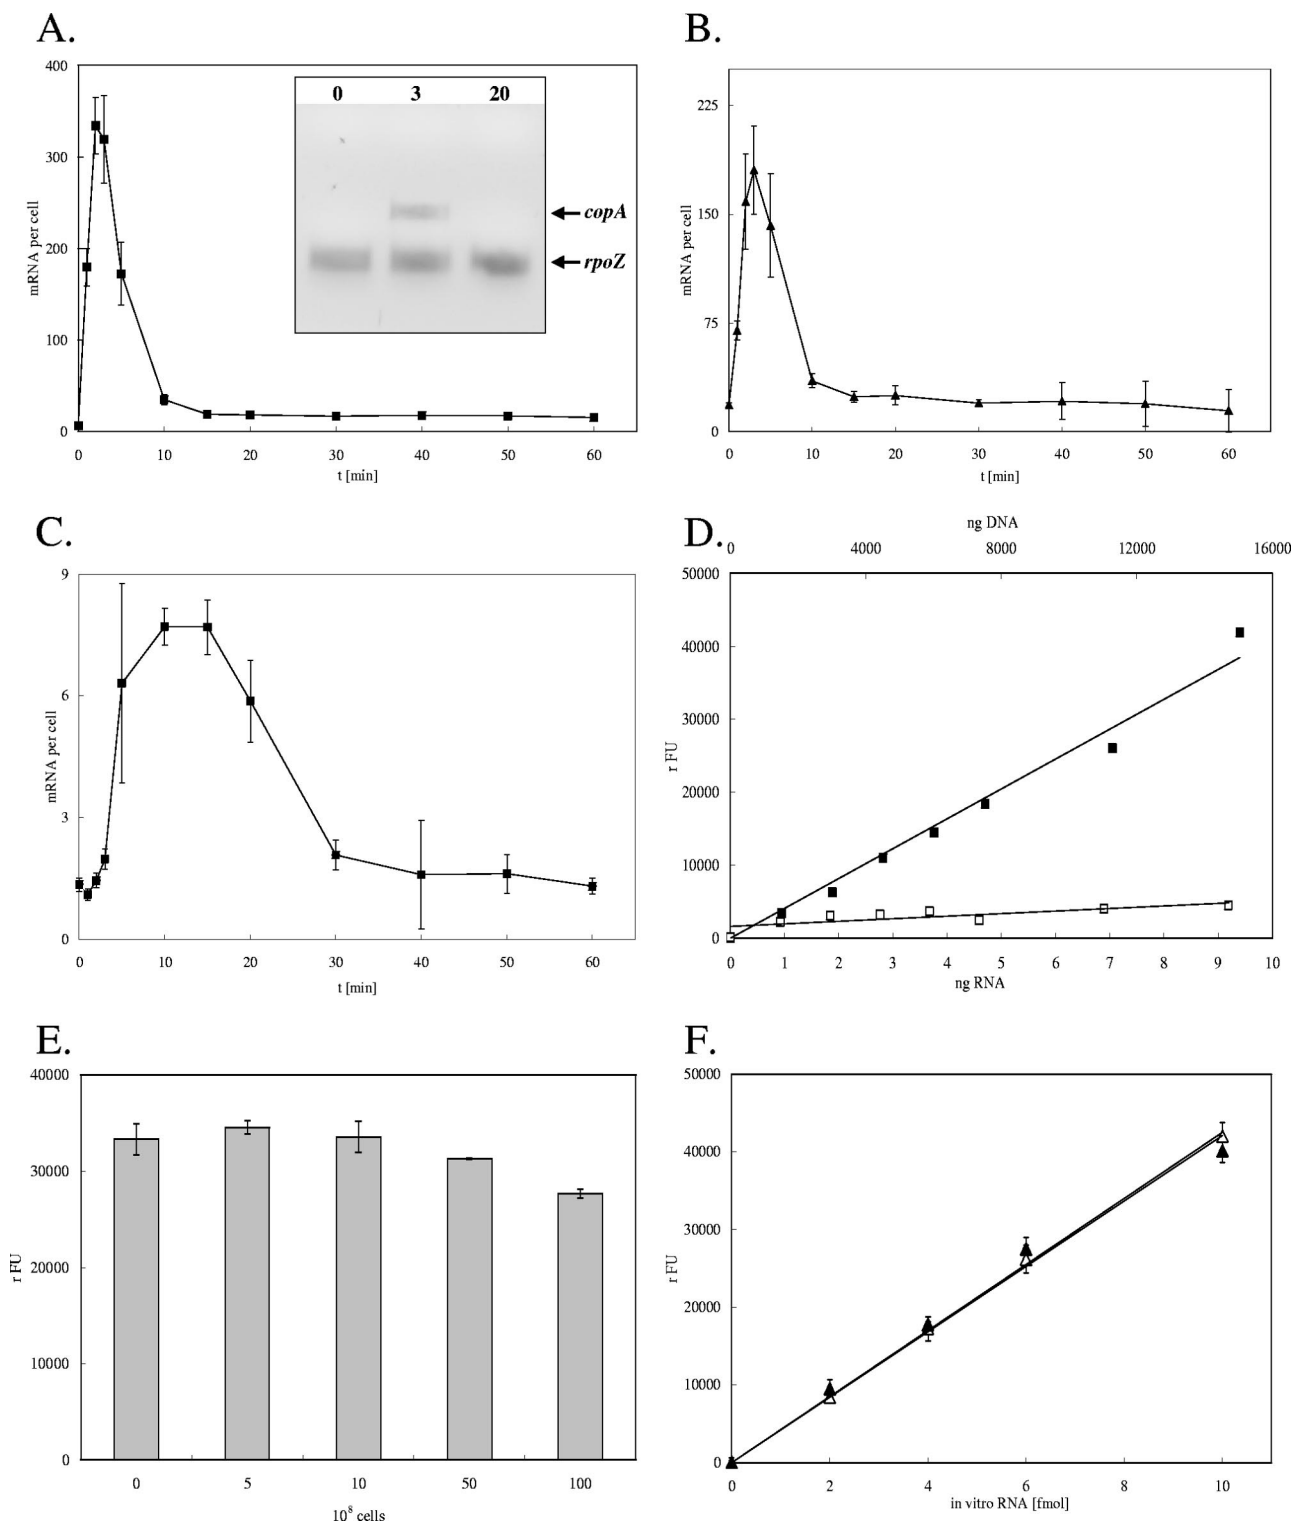 A.
400
300
200
100
0
mRNA per cell
0 10 20 30 40 50 60
t [min]
0 3 20
copA
rpoZ
B.
225
150
75
0
mRNA per cell
0 10 20 30 40 50 60
t [min]
C.
9
6
3
0
mRNA per cell
0 10 20 30 40 50 60
t [min]
D.
ng DNA
0 4000 8000 12000 16000
50000
40000
30000
20000
10000
0
r FU
0 1 2 3 4 5 6 7 8 9 10
ng RNA
E.
40000
30000
20000
10000
0
r FU
0 5 10 50 100
10⁸ cells
F.
50000
40000
30000
20000
10000
0
r FU
0 2 4 6 8 10
in vitro RNA [fmol]